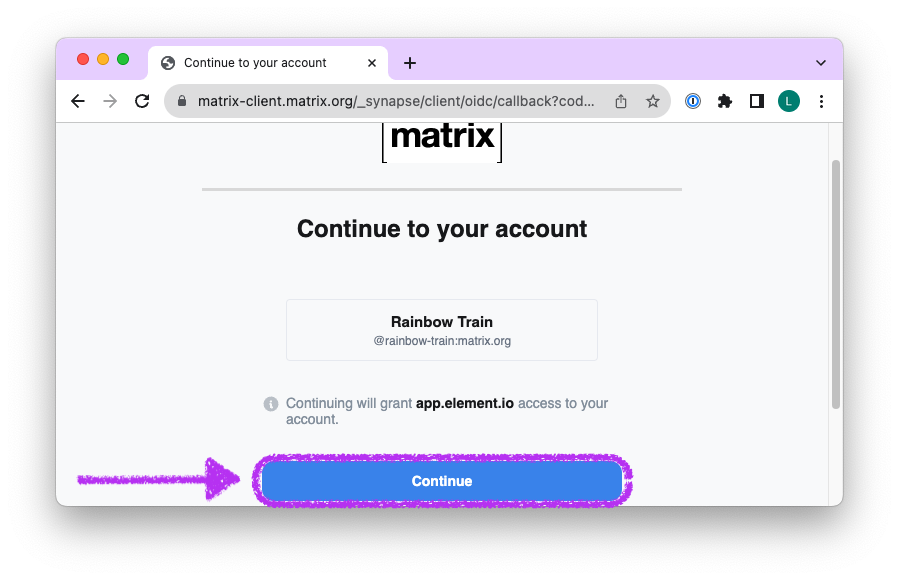 Continue to your account
matrix-client.matrix.org/_synapse/client/oidc/callback?cod...
L
[matrix]
Continue to your account
Rainbow Train
@rainbow-train:matrix.org
Continuing will grant app.element.io access to your
account.
Continue